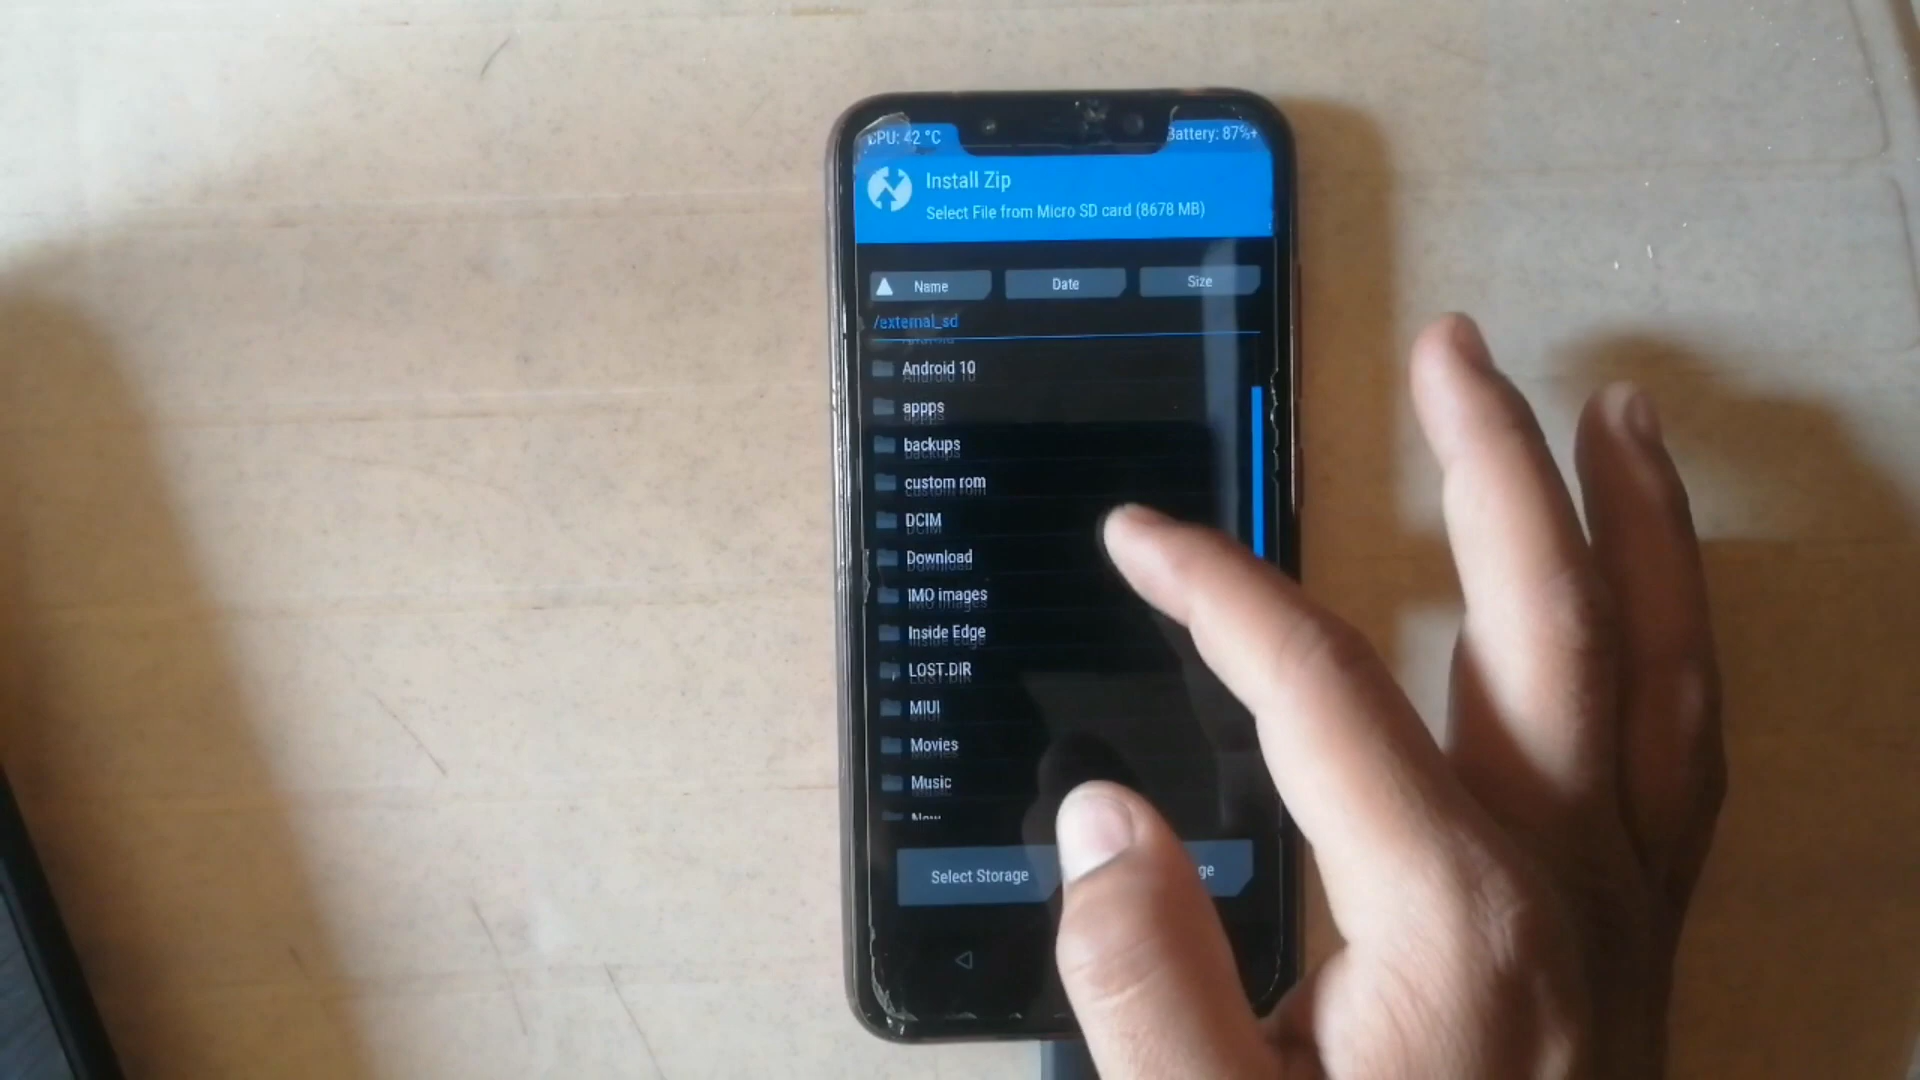 CPU: 42 °C
Battery: 87%+
Install Zip
Select File from Micro SD card (8678 MB)
Name Date Size
/external_sd
Android 10
appps
backups
custom rom
DCIM
Download
IMO images
Inside Edge
LOST.DIR
MIUI
Movies
Music
Select Storage
ge